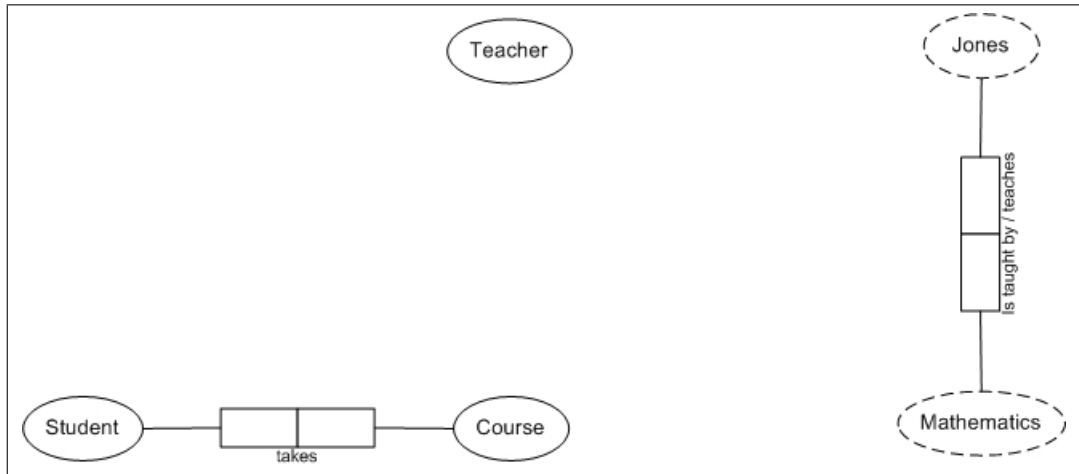 Teacher
Jones
Is taught by / teaches
Student
takes
Course
Mathematics